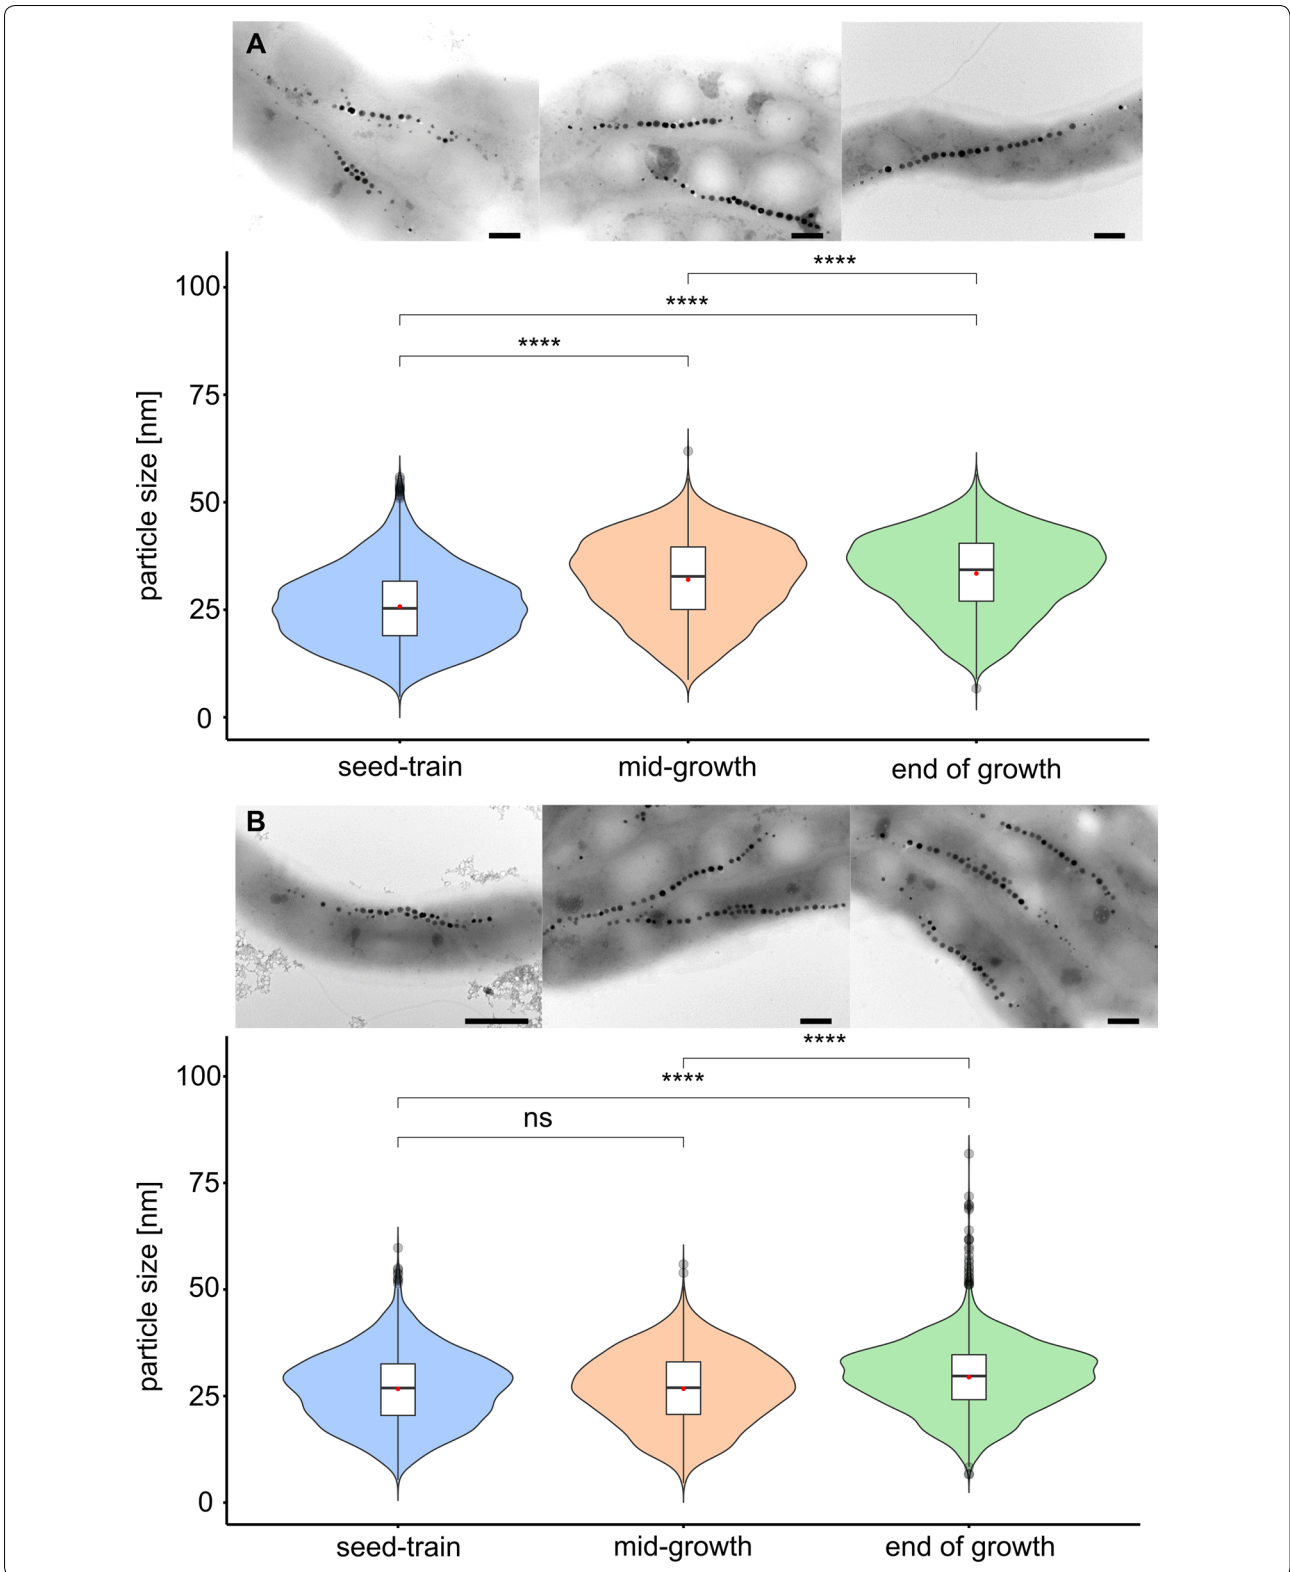 A
****
****
****
100
75
50
25
0
particle size [nm]
seed-train
mid-growth
end of growth
B
****
****
ns
100
75
50
25
0
particle size [nm]
seed-train
mid-growth
end of growth